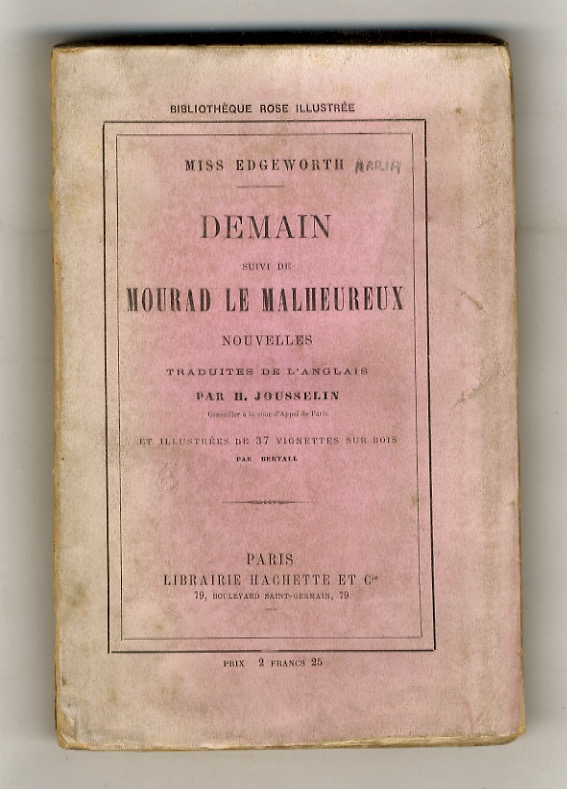 BIBLIOTHÈQUE ROSE ILLUSTRÉE
MISS EDGEWORTH MARIA
DEMAIN
SUIVI DE
MOURAD LE MALHEUREUX
NOUVELLES
TRADUITES DE L'ANGLAIS
PAR H. JOUSSELIN
Conseiller à la cour d'Appel de Paris
ET ILLUSTRÉES DE 37 VIGNETTES SUR BOIS
PAR BERTALL
PARIS
LIBRAIRIE HACHETTE ET Cie
79, BOULEVARD SAINT-GERMAIN, 79
PRIX 2 FRANCS 25